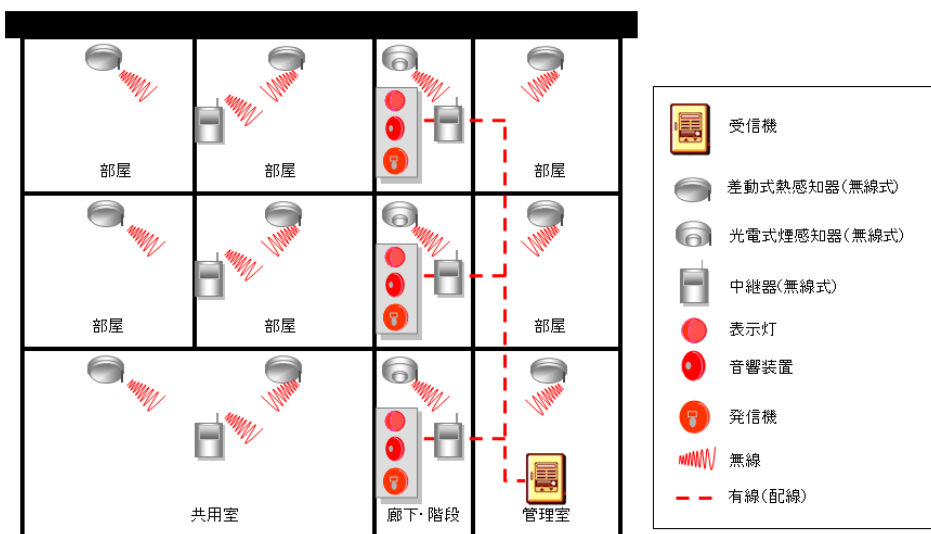 部屋
部屋
部屋
部屋
部屋
部屋
共用室
廊下・階段
管理室
受信機
差動式熱感知器(無線式)
光電式煙感知器(無線式)
中継器(無線式)
表示灯
音響装置
発信機
無線
有線(配線)